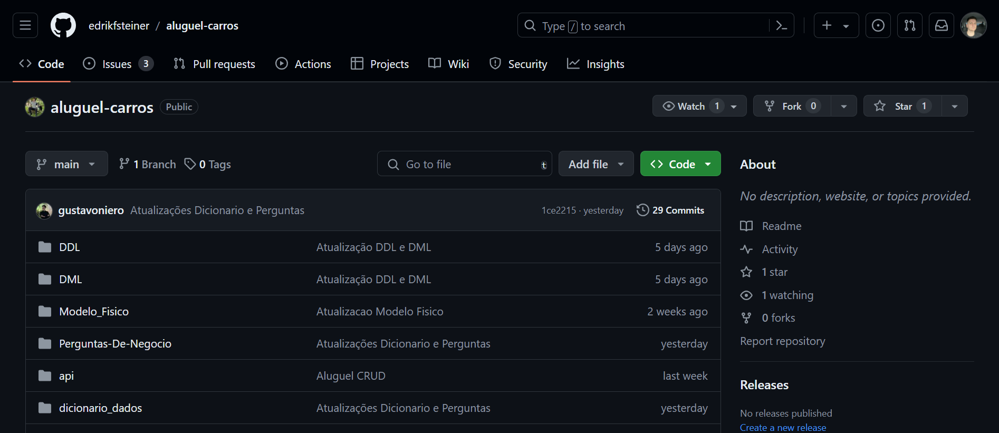 edrikfsteiner / aluguel-carros Type / to search
Code Issues 3 Pull requests Actions Projects Wiki Security Insights
aluguel-carros Public Watch 1 Fork 0 Star 1
main 1 Branch 0 Tags Go to file t Add file Code
gustavoniero Atualizações Dicionario e Perguntas 1ce2215 · yesterday 29 Commits
DDL Atualização DDL e DML 5 days ago
DML Atualização DDL e DML 5 days ago
Modelo_Fisico Atualizacao Modelo Fisico 2 weeks ago
Perguntas-De-Negocio Atualizações Dicionario e Perguntas yesterday
api Aluguel CRUD last week
dicionario_dados Atualizações Dicionario e Perguntas yesterday
About
No description, website, or topics provided.
Readme
Activity
1 star
1 watching
0 forks
Report repository
Releases
No releases published
Create a new release